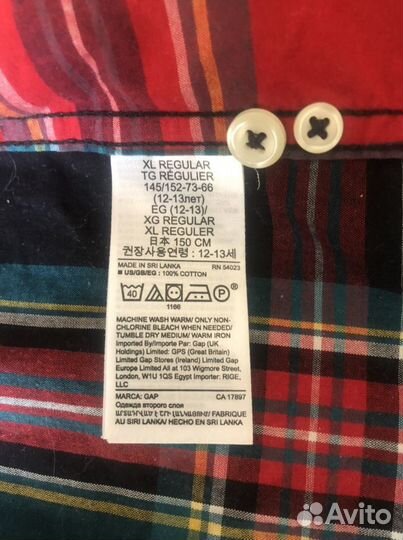 XL REGULAR
TG RÉGULIER
145/152-73-66
(12-13лет)
EG (12-13)/
XG REGULAR
XL REGULER
日本 150 CM
권장사용연령 : 12-13세
MADE IN SRI LANKA RN 54023
■ US/GB/EG : 100% COTTON
40
1166
MACHINE WASH WARM/ ONLY NON-
CHLORINE BLEACH WHEN NEEDED/
TUMBLE DRY MEDIUM/ WARM IRON
Imported/Importado Par: Gap (UK
Holdings) Limited: GPS (Great Britain)
Limited Gap Stores (Ireland) Limited Gap
Europe Limited All at 103 Wigmore Street,
London, W1U 1QS Egypt Importer: RIGE,
LLC
MARCA: GAP CA 17897
Одежда второго слоя
FABRIQUE
AU SRI LANKA/ HECHO EN SRI LANKA
Avito